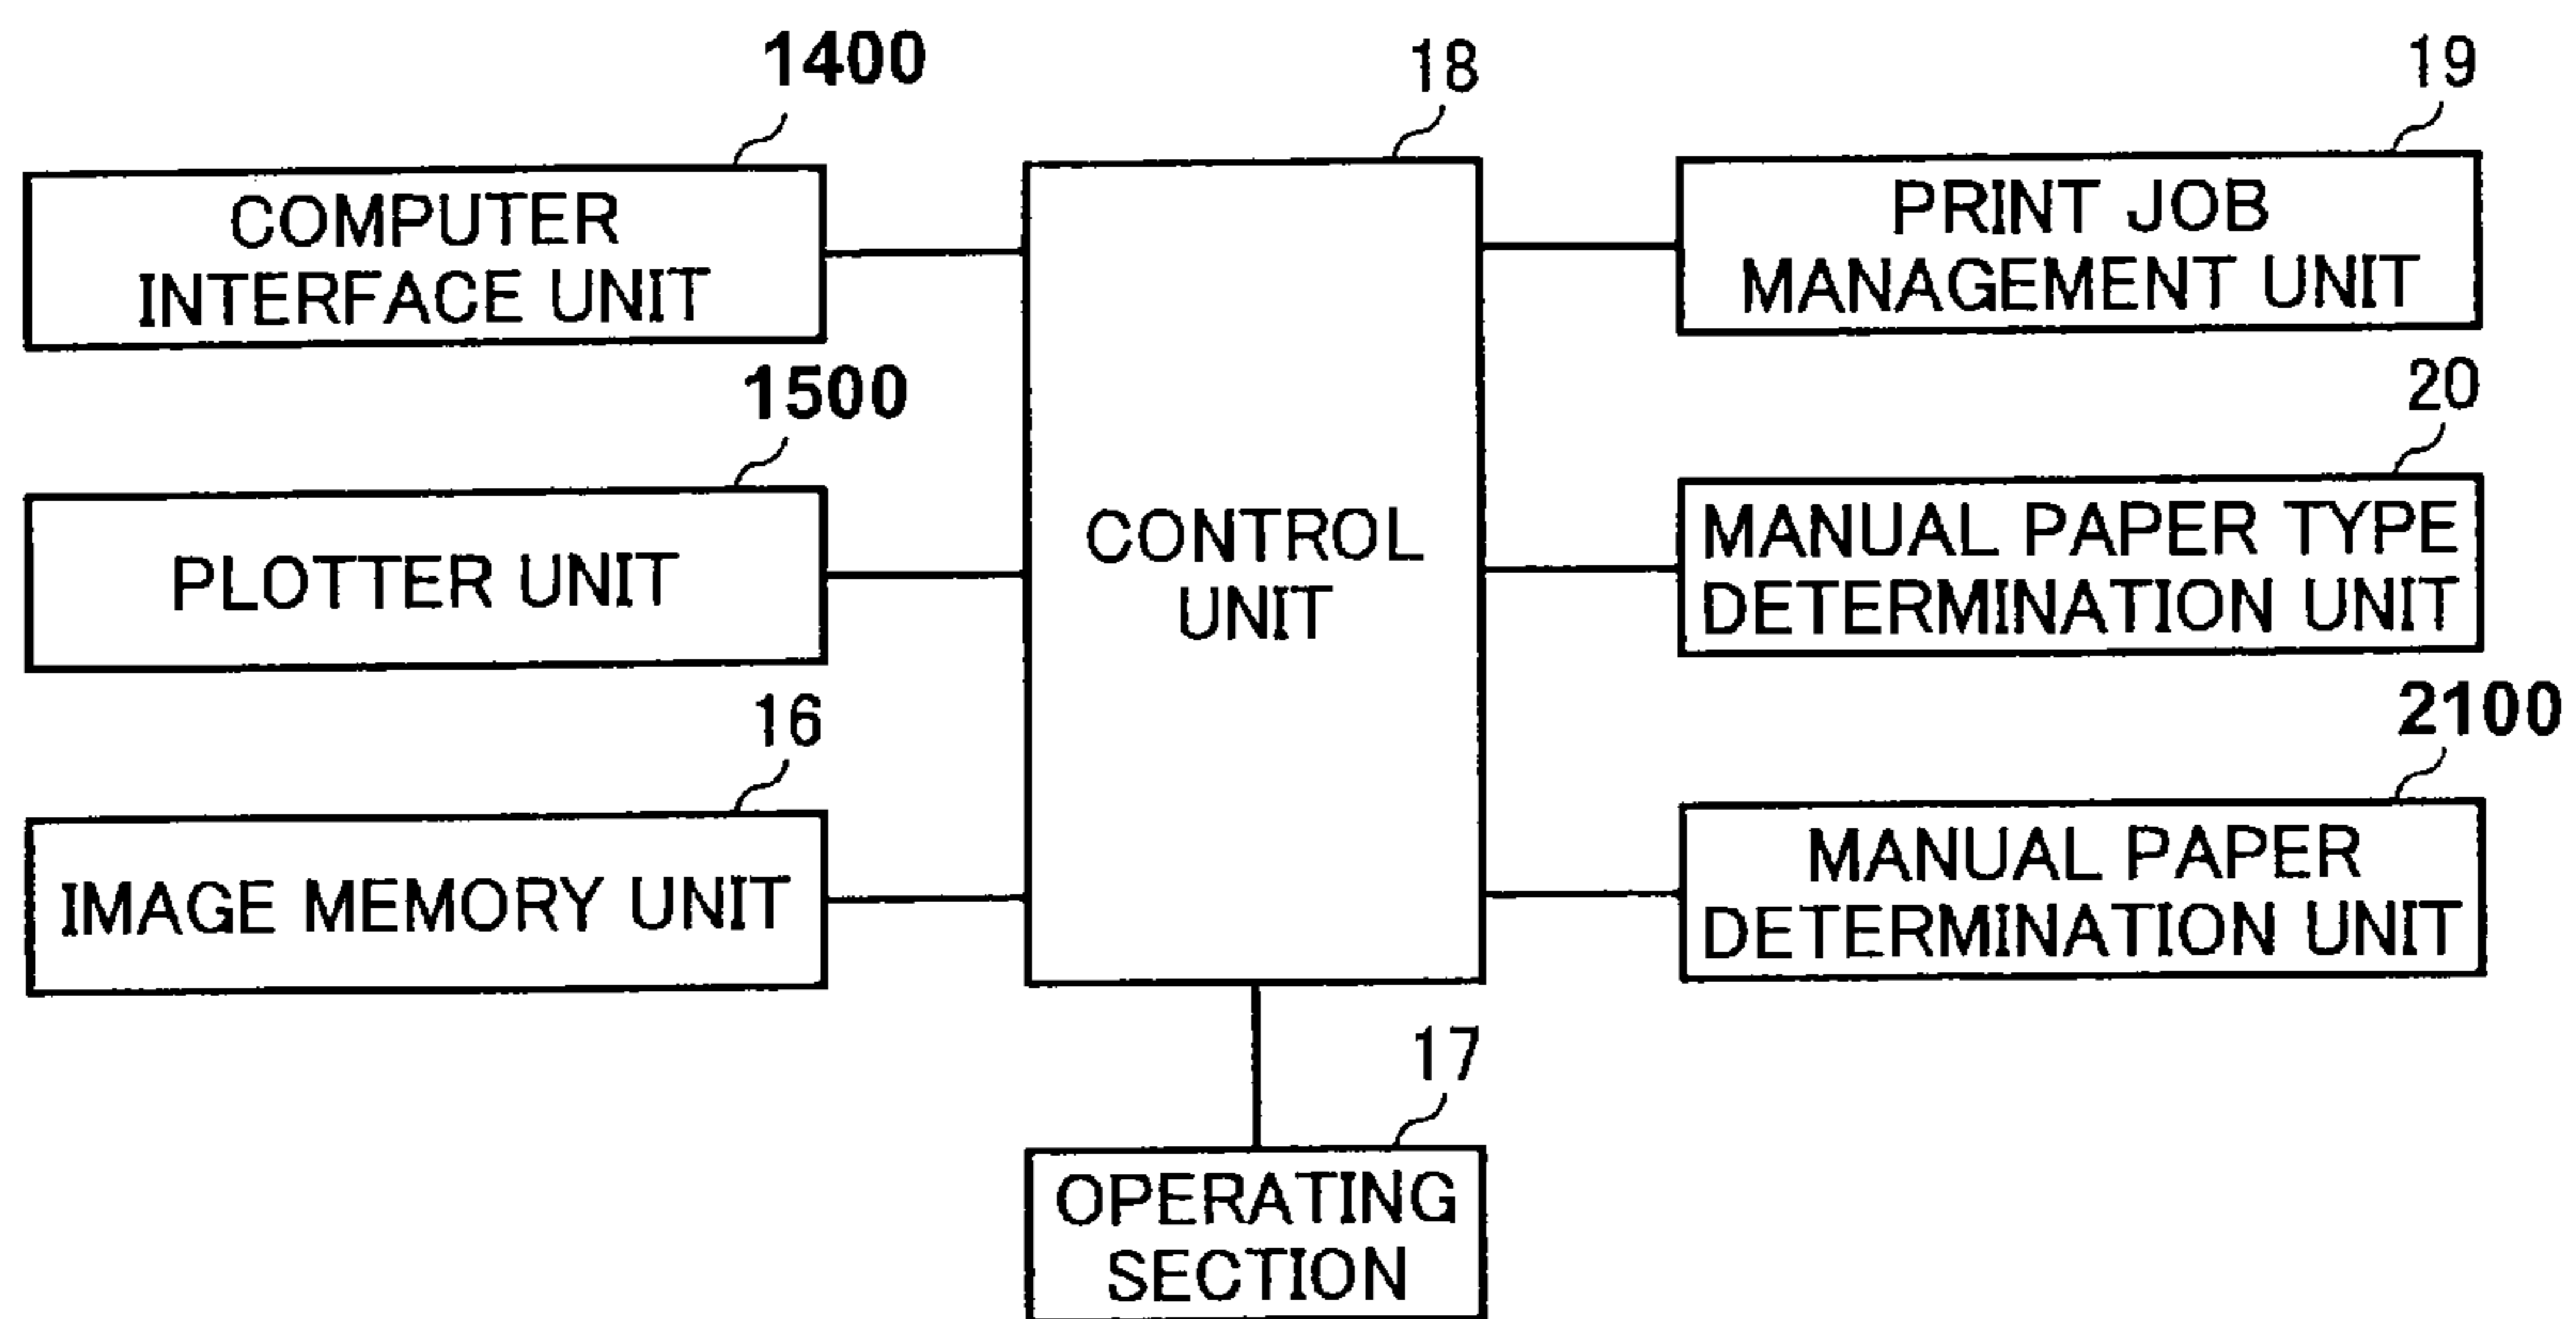 1400
COMPUTER
INTERFACE UNIT
1500
PLOTTER UNIT
16
IMAGE MEMORY UNIT
18
CONTROL
UNIT
17
OPERATING
SECTION
19
PRINT JOB
MANAGEMENT UNIT
20
MANUAL PAPER TYPE
DETERMINATION UNIT
2100
MANUAL PAPER
DETERMINATION UNIT